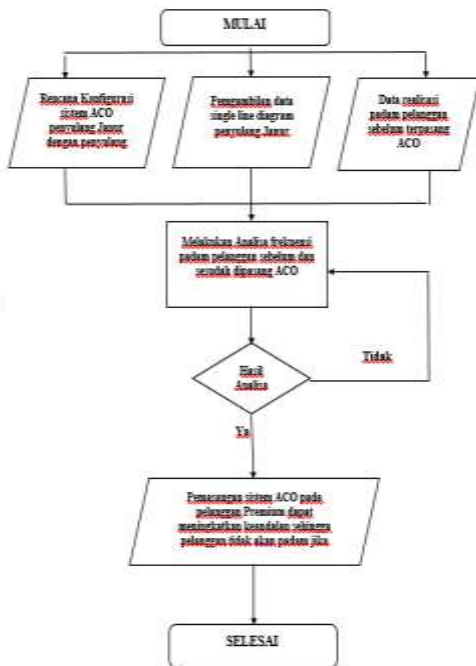 MULAI
Rencana Konfigurasi
sistem ACO
penyulang Janur
dengan penyulang
Pengambilan data
single line diagram
penyulang Janur
Data realisasi
padam pelanggan
sebelum terpasang
ACO
Melakukan Analisa frekuensi
padam pelanggan sebelum dan
sesudah dipasang ACO
Tidak
Hasil
Analisa
Ya
Pemasangan sistem ACO pada
pelanggan Premium dapat
meningkatkan keandalan sehingga
pelanggan tidak akan padam jika
SELESAI